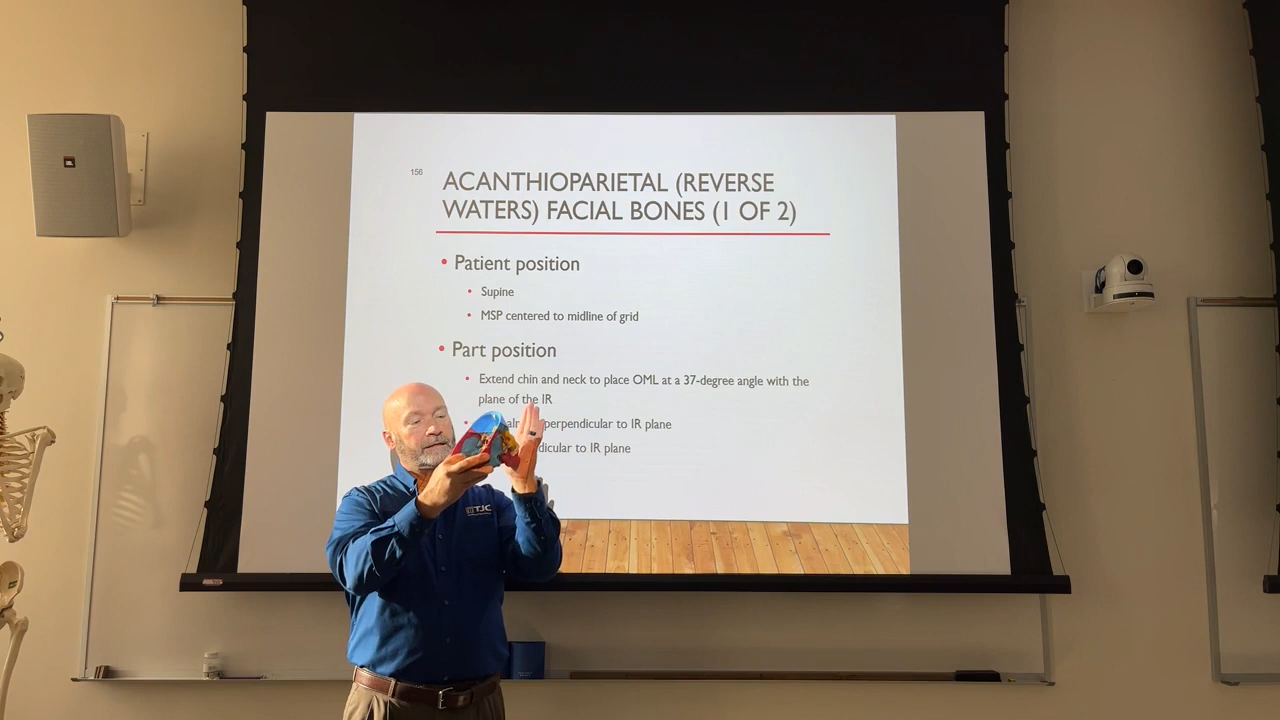 156
ACANTHIOPARIETAL (REVERSE
WATERS) FACIAL BONES (1 OF 2)
• Patient position
• Supine
• MSP centered to midline of grid
• Part position
• Extend chin and neck to place OML at a 37-degree angle with the
plane of the IR
perpendicular to IR plane
dicular to IR plane
TJC
JBL